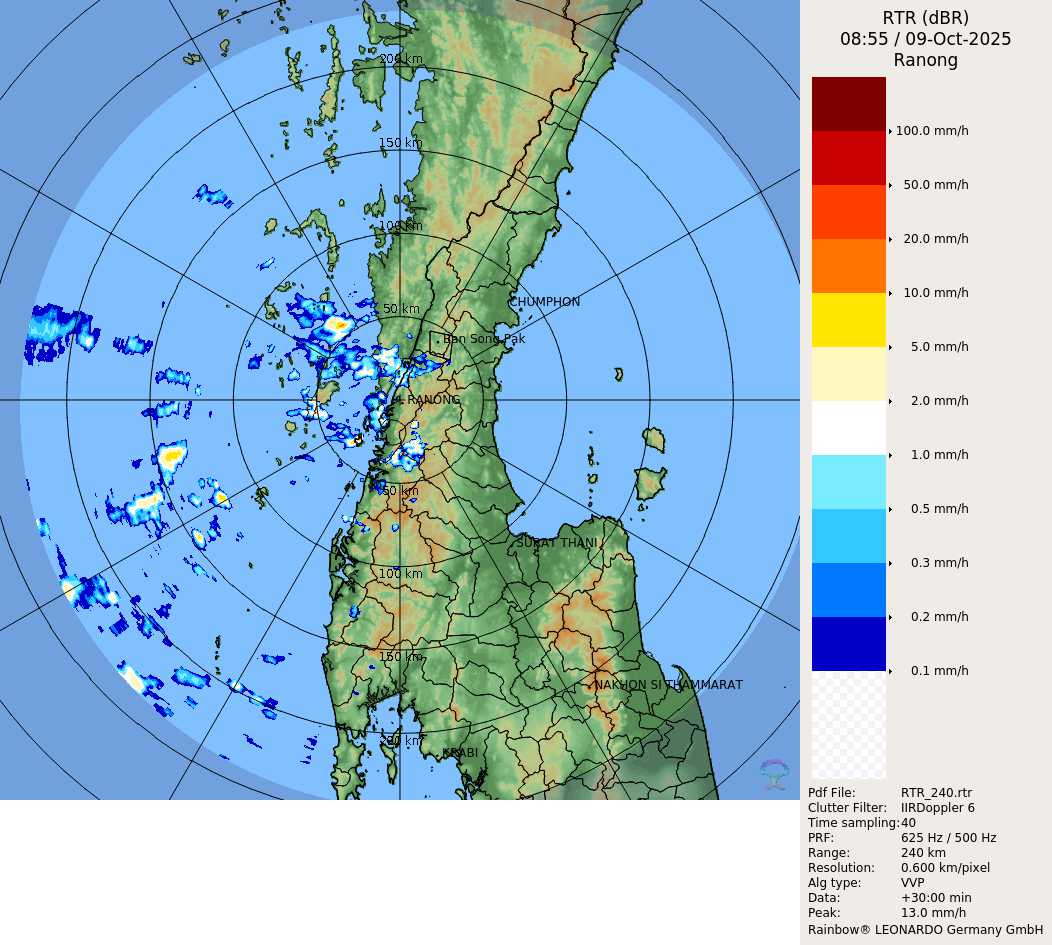 RTR (dBR)
08:55 / 09-Oct-2025
Ranong
100.0 mm/h
50.0 mm/h
20.0 mm/h
10.0 mm/h
5.0 mm/h
2.0 mm/h
1.0 mm/h
0.5 mm/h
0.3 mm/h
0.2 mm/h
0.1 mm/h
200 km
150 km
100 km
CHUMPHON
50 km
Ban Song Pak
RANONG
50 km
SURAT THANI
100 km
150 km
NAKHON SI THAMMARAT
200 km
KRABI
Pdf File: RTR_240.rtr
Clutter Filter: IIRDoppler 6
Time sampling: 40
PRF: 625 Hz / 500 Hz
Range: 240 km
Resolution: 0.600 km/pixel
Alg type: VVP
Data: +30:00 min
Peak: 13.0 mm/h
Rainbow® LEONARDO Germany GmbH